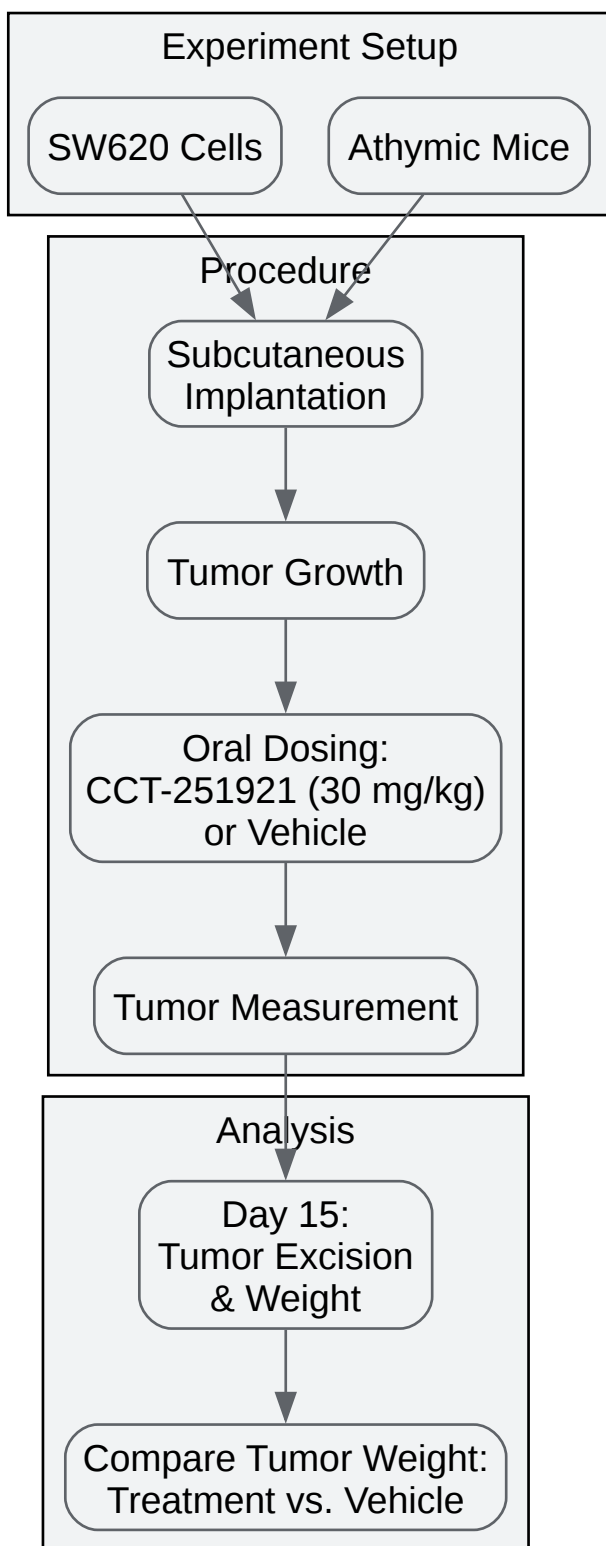 Experiment Setup
SW620 Cells
Athymic Mice
Procedure
Subcutaneous
Implantation
Tumor Growth
Oral Dosing:
CCT-251921 (30 mg/kg)
or Vehicle
Tumor Measurement
Analysis
Day 15:
Tumor Excision
& Weight
Compare Tumor Weight:
Treatment vs. Vehicle